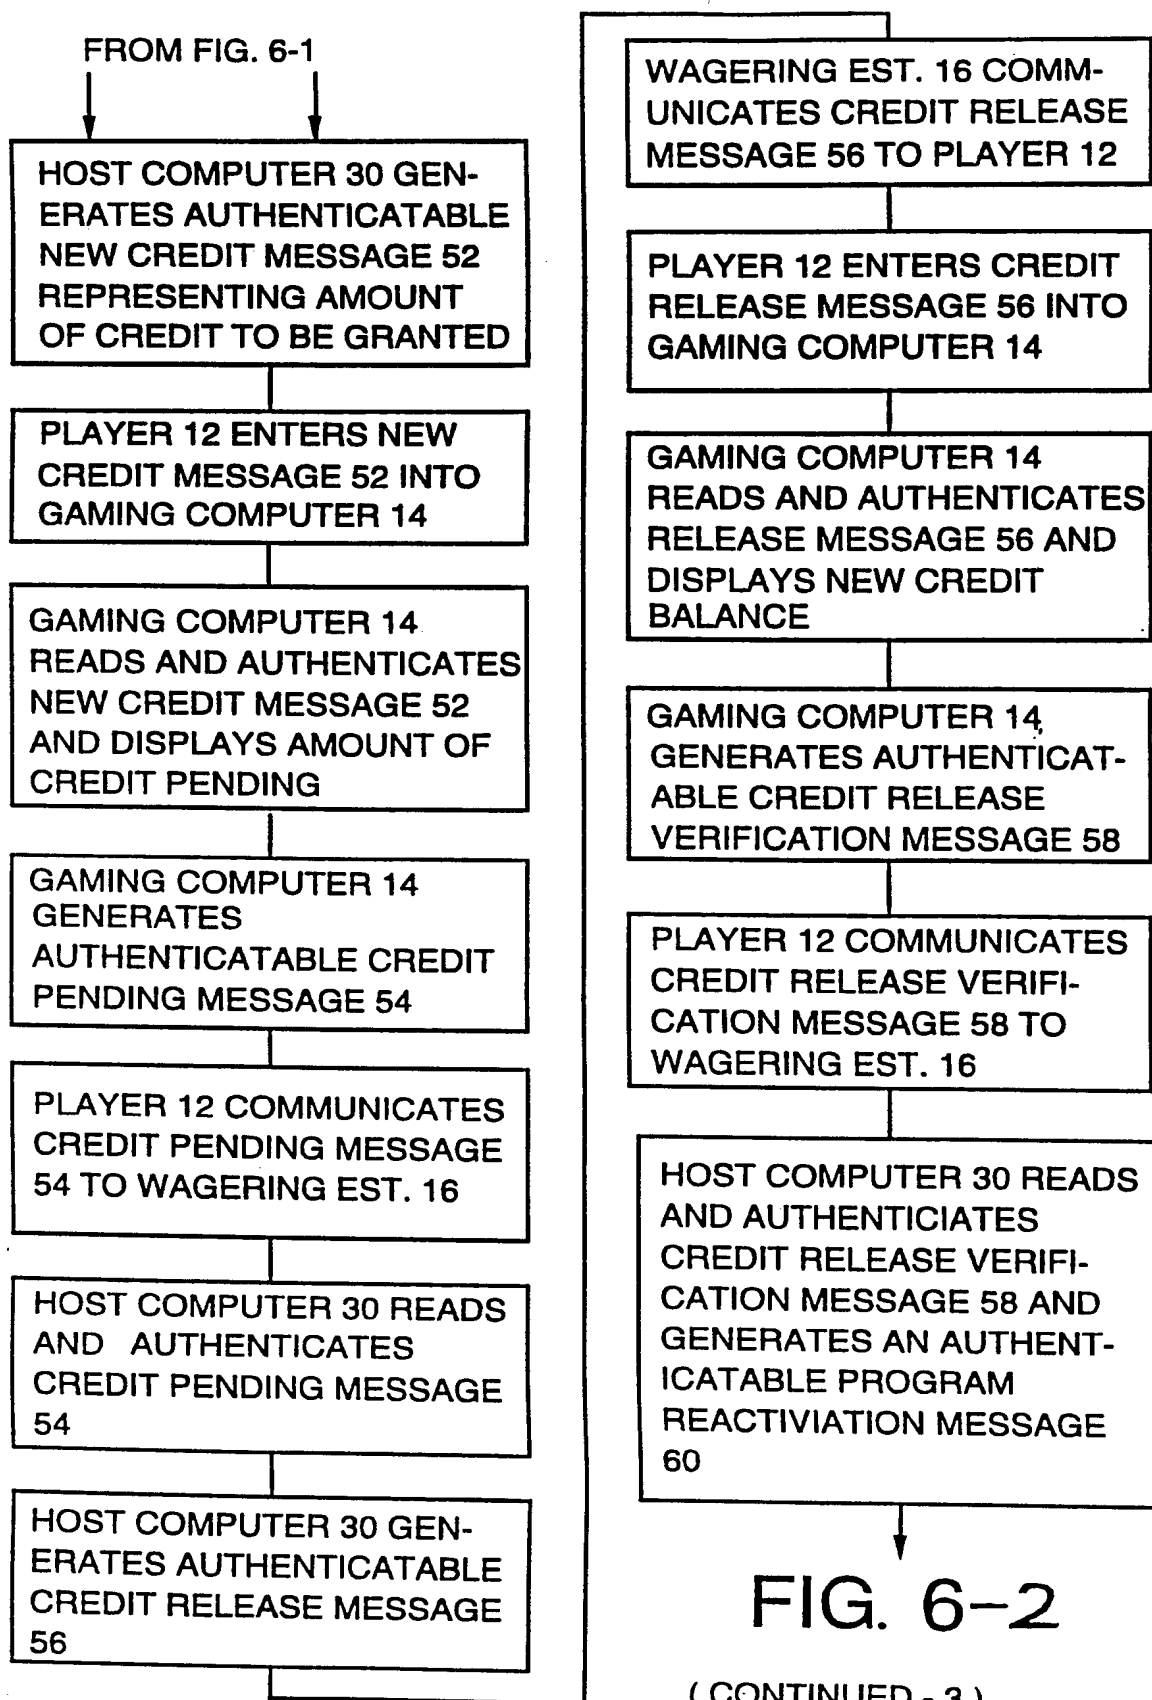 FROM FIG. 6-1
HOST COMPUTER 30 GEN-
ERATES AUTHENTICATABLE
NEW CREDIT MESSAGE 52
REPRESENTING AMOUNT
OF CREDIT TO BE GRANTED
PLAYER 12 ENTERS NEW
CREDIT MESSAGE 52 INTO
GAMING COMPUTER 14
GAMING COMPUTER 14
READS AND AUTHENTICATES
NEW CREDIT MESSAGE 52
AND DISPLAYS AMOUNT OF
CREDIT PENDING
GAMING COMPUTER 14
GENERATES
AUTHENTICATABLE CREDIT
PENDING MESSAGE 54
PLAYER 12 COMMUNICATES
CREDIT PENDING MESSAGE
54 TO WAGERING EST. 16
HOST COMPUTER 30 READS
AND AUTHENTICATES
CREDIT PENDING MESSAGE
54
HOST COMPUTER 30 GEN-
ERATES AUTHENTICATABLE
CREDIT RELEASE MESSAGE
56
WAGERING EST. 16 COMM-
UNICATES CREDIT RELEASE
MESSAGE 56 TO PLAYER 12
PLAYER 12 ENTERS CREDIT
RELEASE MESSAGE 56 INTO
GAMING COMPUTER 14
GAMING COMPUTER 14
READS AND AUTHENTICATES
RELEASE MESSAGE 56 AND
DISPLAYS NEW CREDIT
BALANCE
GAMING COMPUTER 14
GENERATES AUTHENTICAT-
ABLE CREDIT RELEASE
VERIFICATION MESSAGE 58
PLAYER 12 COMMUNICATES
CREDIT RELEASE VERIFI-
CATION MESSAGE 58 TO
WAGERING EST. 16
HOST COMPUTER 30 READS
AND AUTHENTICIATES
CREDIT RELEASE VERIFI-
CATION MESSAGE 58 AND
GENERATES AN AUTHENT-
ICATABLE PROGRAM
REACTIVIATION MESSAGE
60
FIG. 6-2
( CONTINUED - 3 )